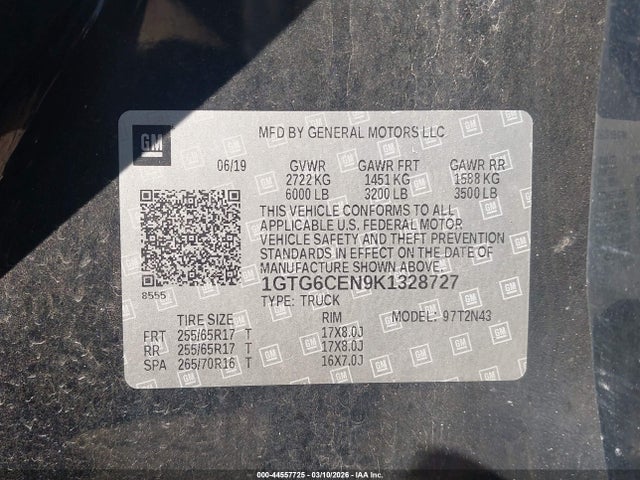 GM
MFD BY GENERAL MOTORS LLC
06/19 GVWR GAWR FRT GAWR RR
2722 KG 1451 KG 1588 KG
6000 LB 3200 LB 3500 LB
THIS VEHICLE CONFORMS TO ALL
APPLICABLE U.S. FEDERAL MOTOR
VEHICLE SAFETY AND THEFT PREVENTION
STANDARDS IN EFFECT ON THE DATE OF
MANUFACTURE SHOWN ABOVE.
8555
1GTG6CEN9K1328727
TYPE: TRUCK
TIRE SIZE RIM MODEL: 97T2N43
FRT 255/65R17 T 17X8.0J
RR 255/65R17 T 17X8.0J
SPA 265/70R16 T 16X7.0J
000-44557725 - 03/10/2026 - IAA Inc.